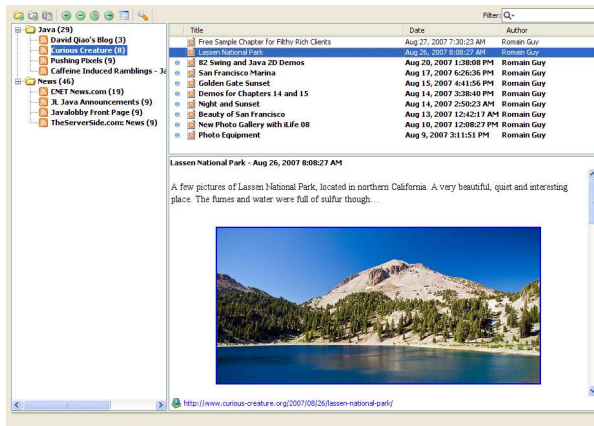 Filter:
Java (29)
David Qiao's Blog (3)
Curious Creature (8)
Pushing Pixels (9)
Caffeine Induced Ramblings - Ja
News (46)
CNET News.com (19)
JL Java Announcements (9)
Javalobby Front Page (9)
TheServerSide.com: News (9)
Title Date Author
Free Sample Chapter for Filthy Rich Clients Aug 27, 2007 7:30:23 AM Romain Guy
Lassen National Park Aug 26, 2007 8:08:27 AM Romain Guy
82 Swing and Java 2D Demos Aug 20, 2007 1:38:08 PM Romain Guy
San Francisco Marina Aug 17, 2007 6:26:36 PM Romain Guy
Golden Gate Sunset Aug 15, 2007 4:41:56 PM Romain Guy
Demos for Chapters 14 and 15 Aug 14, 2007 3:38:40 PM Romain Guy
Night and Sunset Aug 14, 2007 2:50:23 AM Romain Guy
Beauty of San Francisco Aug 13, 2007 12:42:17 AM Romain Guy
New Photo Gallery with iLife 08 Aug 10, 2007 12:08:27 PM Romain Guy
Photo Equipment Aug 9, 2007 3:11:51 PM Romain Guy
Lassen National Park - Aug 26, 2007 8:08:27 AM
A few pictures of Lassen National Park, located in northern California. A very beautiful, quiet and interesting
place. The fumes and water were full of sulfur though…
http://www.curious-creature.org/2007/08/26/lassen-national-park/